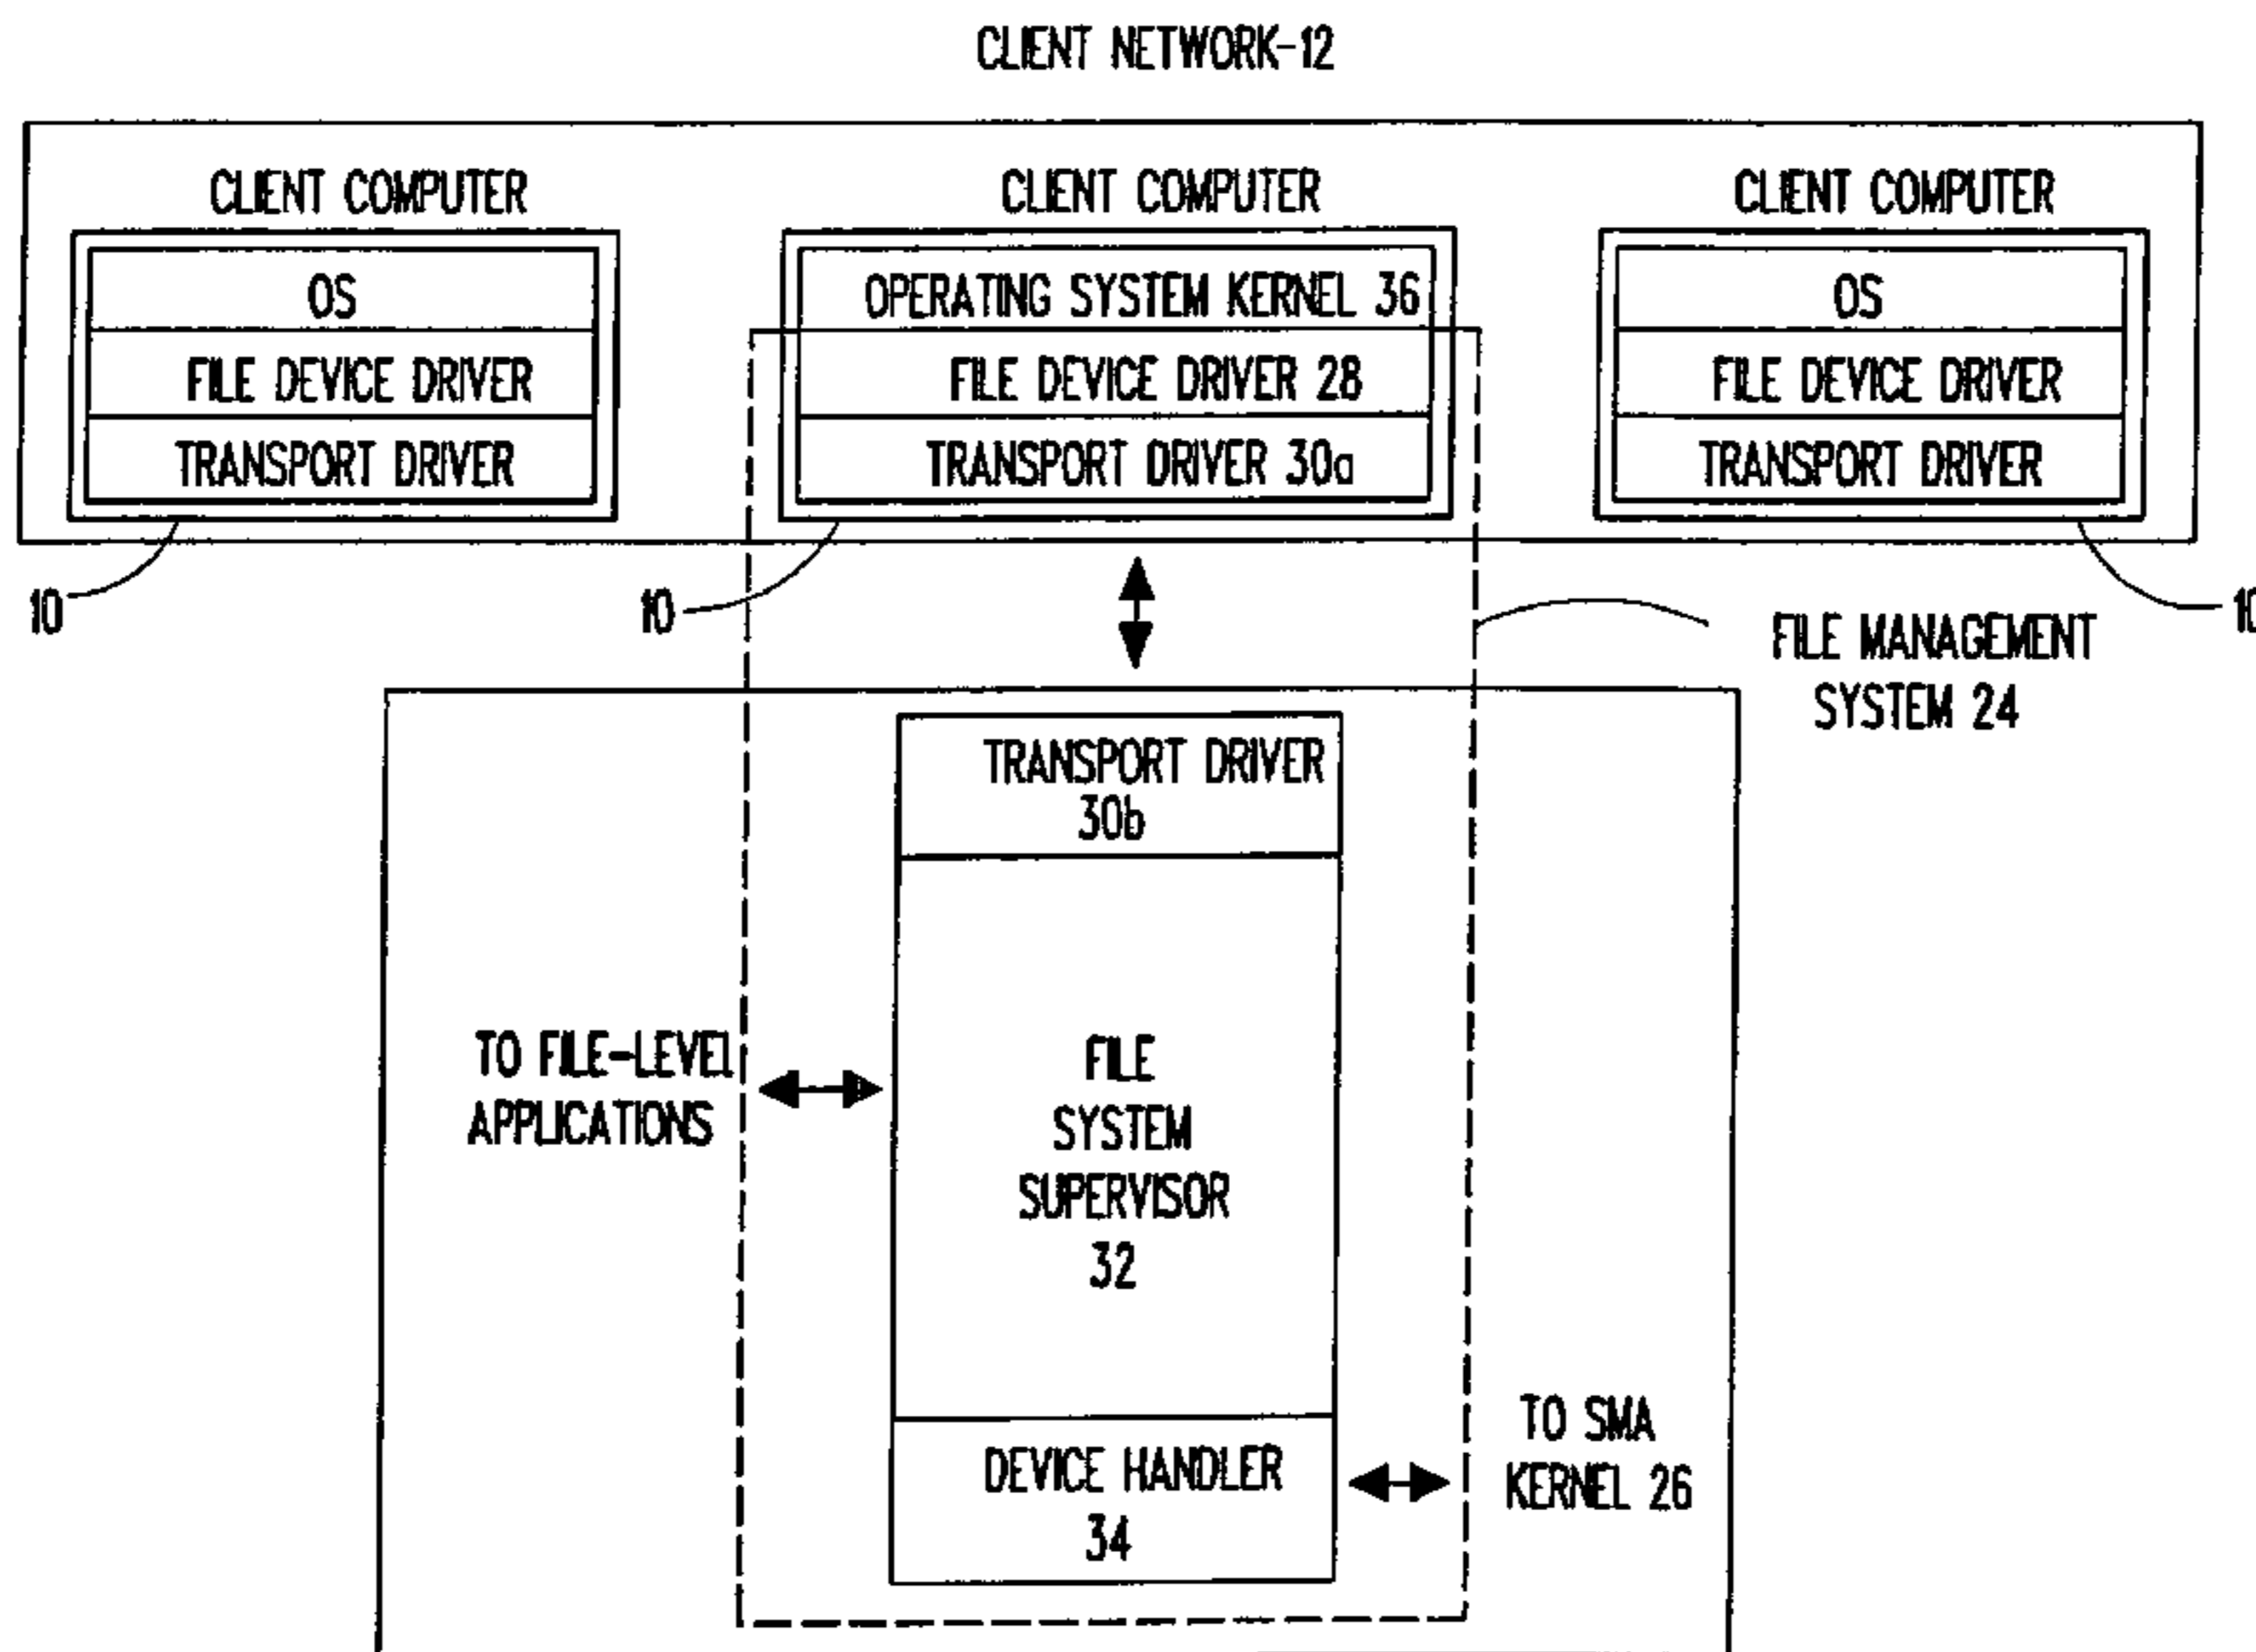 CLIENT NETWORK-12
CLIENT COMPUTER
CLIENT COMPUTER
CLIENT COMPUTER
OS
FILE DEVICE DRIVER
TRANSPORT DRIVER
OPERATING SYSTEM KERNEL 36
FILE DEVICE DRIVER 28
TRANSPORT DRIVER 30a
OS
FILE DEVICE DRIVER
TRANSPORT DRIVER
10
10
10
FILE MANAGEMENT
SYSTEM 24
TRANSPORT DRIVER
30b
TO FILE-LEVEL
APPLICATIONS
FILE
SYSTEM
SUPERVISOR
32
DEVICE HANDLER
34
TO SMA
KERNEL 26